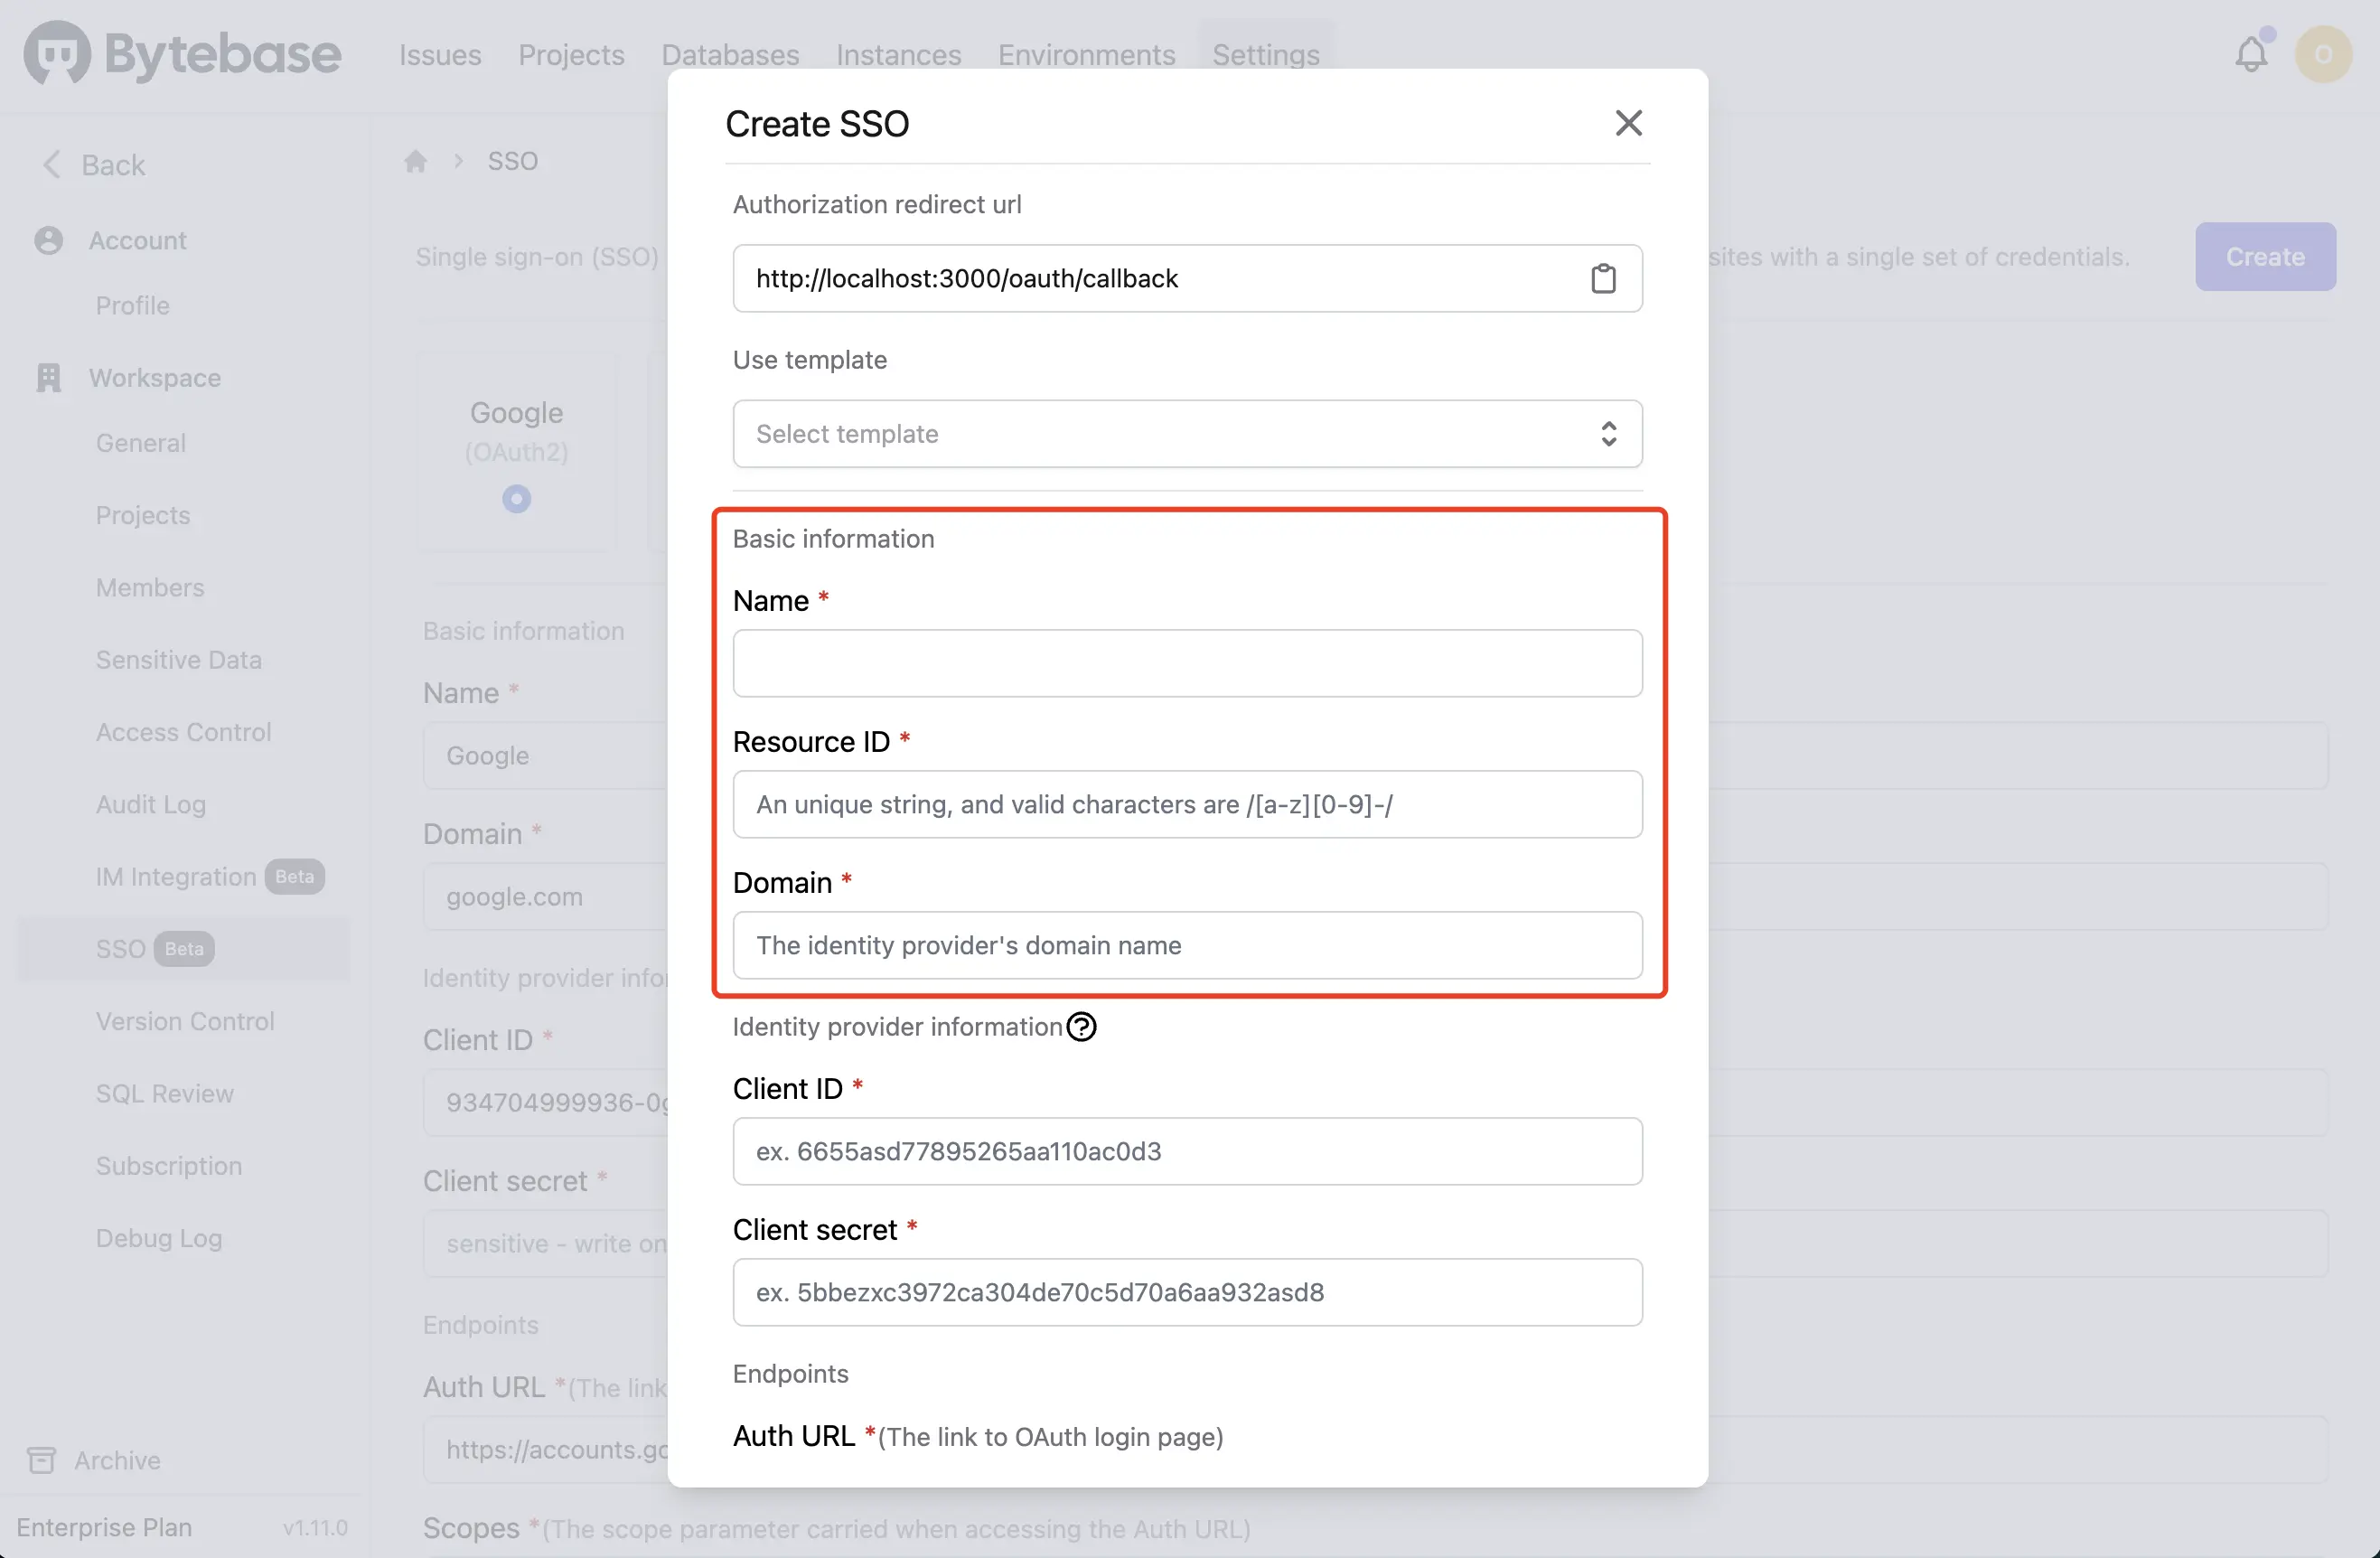 Bytebase
Issues
Projects
Databases
Instances
Environments
Settings
O
Back
Account
Profile
Workspace
General
Projects
Members
Sensitive Data
Access Control
Audit Log
IM Integration Beta
SSO Beta
Version Control
SQL Review
Subscription
Debug Log
Archive
Enterprise Plan
v1.11.0
SSO
Single sign-on (SSO)
sites with a single set of credentials.
Create
Google
(OAuth2)
Basic information
Name *
Google
Domain *
google.com
Identity provider
Client ID *
Client secret *
sensitive - write
Endpoints
Auth URL *(The link
Scopes *(The scope parameter carried when accessing the Auth URL)
Create SSO
Authorization redirect url
http://localhost:3000/oauth/callback
Use template
Select template
Basic information
Name *
Resource ID *
An unique string, and valid characters are /[a-z][0-9]-/
Domain *
The identity provider's domain name
Identity provider information
Client ID *
ex. 6655asd77895265aa110ac0d3
Client secret *
ex. 5bbezxc3972ca304de70c5d70a6aa932asd8
Endpoints
Auth URL *(The link to OAuth login page)